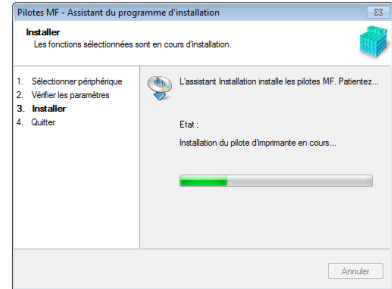 Pilotes MF - Assistant du programme d'installation
Installer
Les fonctions sélectionnées sont en cours d'installation.
1. Sélectionner périphérique
2. Vérifier les paramètres
3. Installer
4. Quitter
L'assistant Installation installe les pilotes MF. Patientez...
Etat :
Installation du pilote d'imprimante en cours...
Annuler